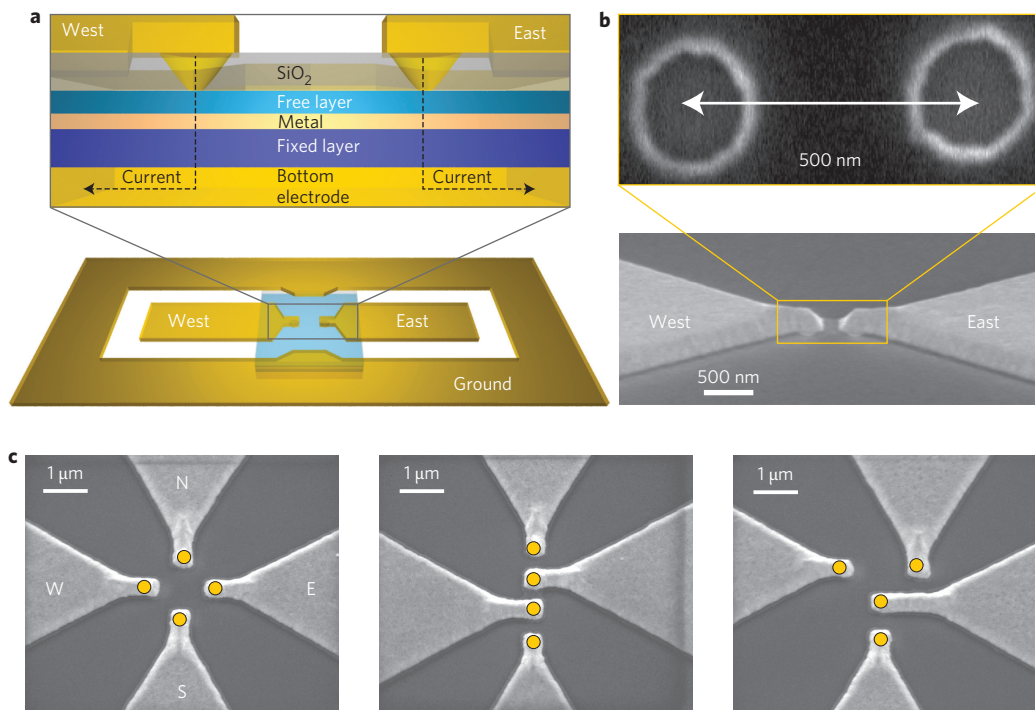 a
West
East
SiO₂
Free layer
Metal
Fixed layer
Current
Bottom
electrode
Current
West
East
Ground
b
500 nm
West
East
500 nm
c
1 μm
N
W
E
S
1 μm
1 μm